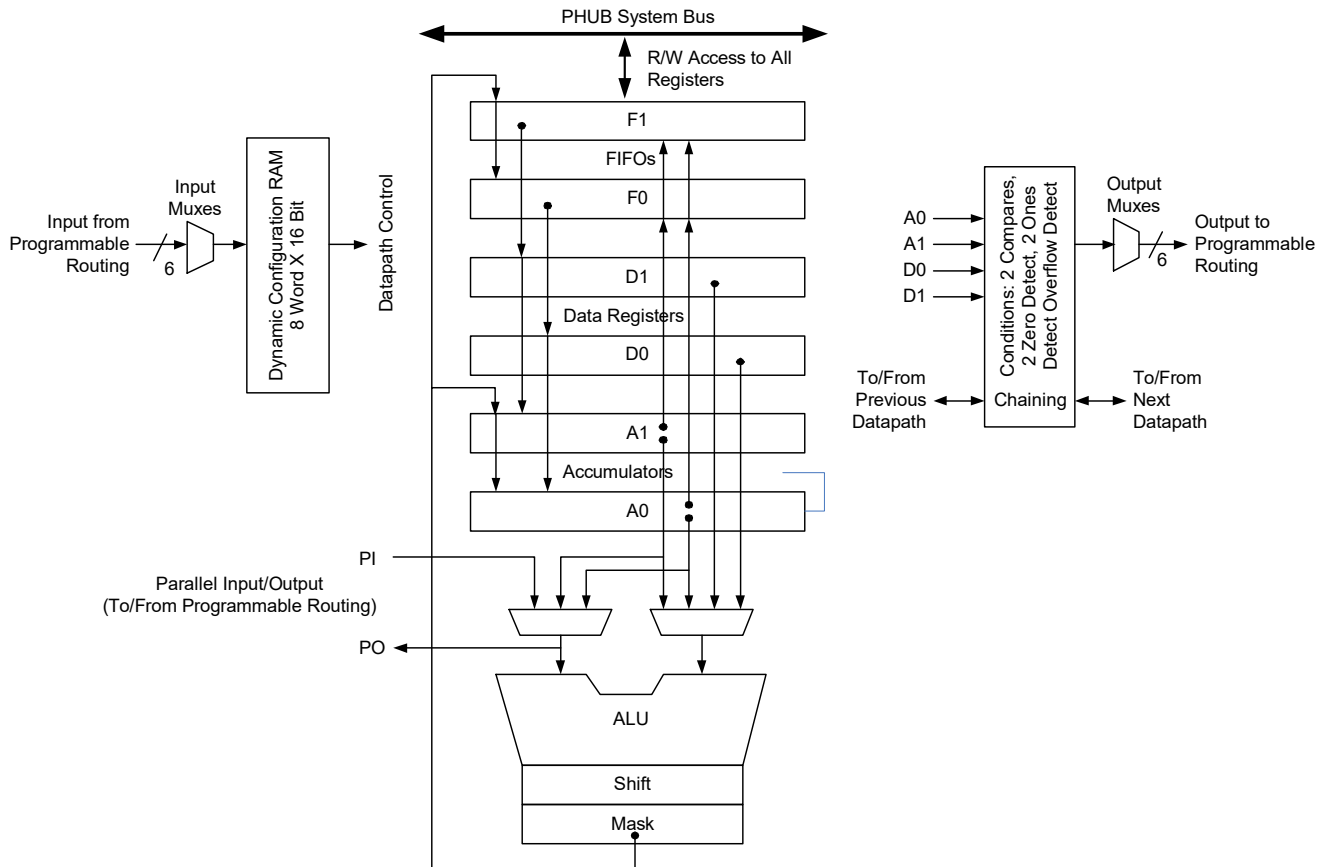 PHUB System Bus
R/W Access to All
Registers
F1
FIFOs
F0
D1
Data Registers
D0
A1
Accumulators
A0
Input from
Programmable
Routing
6
Input
Muxes
Dynamic Configuration RAM
8 Word X 16 Bit
Datapath Control
A0
A1
D0
D1
Conditions: 2 Compares,
2 Zero Detect, 2 Ones
Detect Overflow Detect
Chaining
Output
Muxes
6
Output to
Programmable
Routing
To/From
Previous
Datapath
To/From
Next
Datapath
PI
Parallel Input/Output
(To/From Programmable Routing)
PO
ALU
Shift
Mask